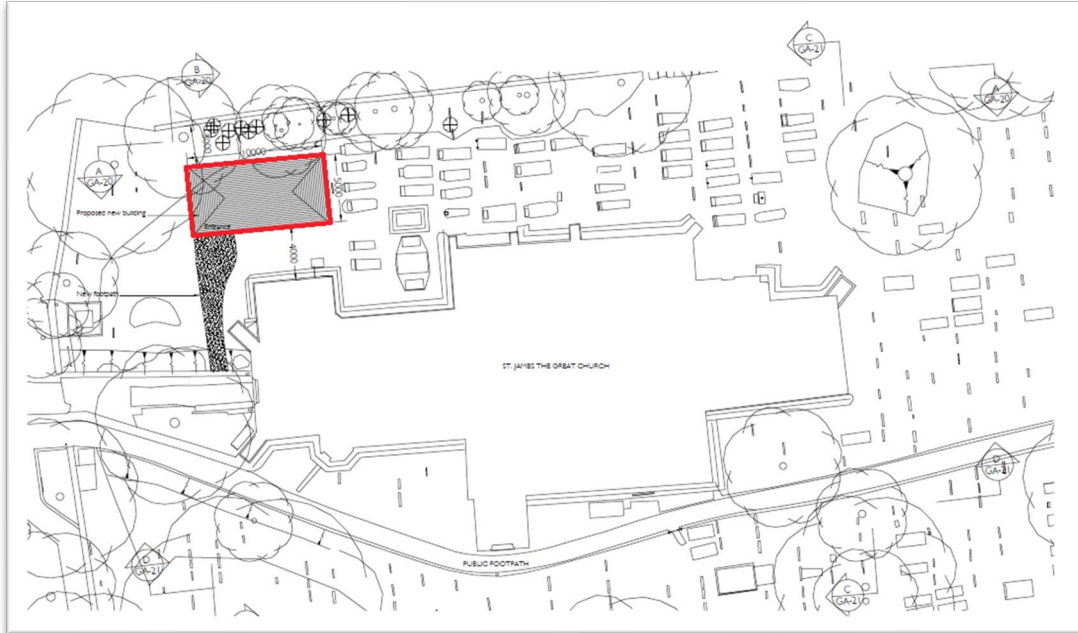 C
GA-21
B
GA-20
A
GA-20
10000
A
GA-20
5000
Proposed new building
Entrance
4000
New footpath
ST. JAMES THE GREAT CHURCH
D
GA-21
D
GA-21
PUBLIC FOOTPATH
C
GA-21